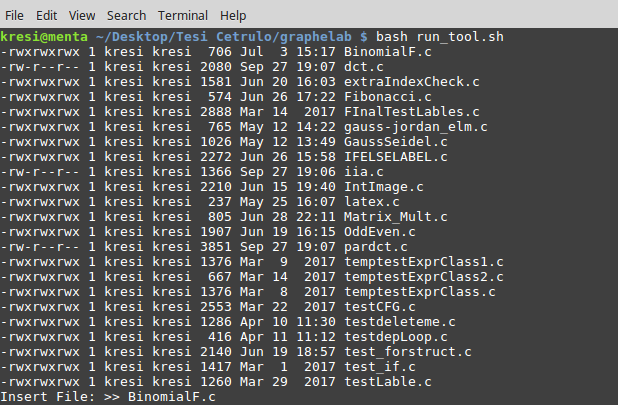 File Edit View Search Terminal Help
kresi@menta ~/Desktop/Tesi Cetrulo/graphelab $ bash run_tool.sh
-rwxrwxrwx 1 kresi kresi  706 Jul  3 15:17 BinomialF.c
-rw-r--r-- 1 kresi kresi 2080 Sep 27 19:07 dct.c
-rwxrwxrwx 1 kresi kresi 1581 Jun 20 16:03 extraIndexCheck.c
-rwxrwxrwx 1 kresi kresi  574 Jun 26 17:22 Fibonacci.c
-rwxrwxrwx 1 kresi kresi 2888 Mar 14  2017 FInalTestLables.c
-rwxrwxrwx 1 kresi kresi  765 May 12 14:22 gauss-jordan_elm.c
-rwxrwxrwx 1 kresi kresi 1026 May 12 13:49 GaussSeidel.c
-rwxrwxrwx 1 kresi kresi 2272 Jun 26 15:58 IFELSELABEL.c
-rw-r--r-- 1 kresi kresi 1366 Sep 27 19:06 iia.c
-rwxrwxrwx 1 kresi kresi 2210 Jun 15 19:40 IntImage.c
-rwxrwxrwx 1 kresi kresi  237 May 25 16:07 latex.c
-rwxrwxrwx 1 kresi kresi  805 Jun 28 22:11 Matrix_Mult.c
-rwxrwxrwx 1 kresi kresi 1907 Jun 19 16:15 OddEven.c
-rw-r--r-- 1 kresi kresi 3851 Sep 27 19:07 pardct.c
-rwxrwxrwx 1 kresi kresi 1376 Mar  9  2017 temptestExprClass1.c
-rwxrwxrwx 1 kresi kresi  667 Mar 14  2017 temptestExprClass2.c
-rwxrwxrwx 1 kresi kresi 1376 Mar  8  2017 temptestExprClass.c
-rwxrwxrwx 1 kresi kresi 2553 Mar 22  2017 testCFG.c
-rwxrwxrwx 1 kresi kresi 1286 Apr 10 11:30 testdeleteme.c
-rwxrwxrwx 1 kresi kresi  416 Apr 11 11:12 testdepLoop.c
-rwxrwxrwx 1 kresi kresi 2140 Jun 19 18:57 test_forstruct.c
-rwxrwxrwx 1 kresi kresi 1417 Mar  1  2017 test_if.c
-rwxrwxrwx 1 kresi kresi 1260 Mar 29  2017 testLable.c
Insert File: >> BinomialF.c